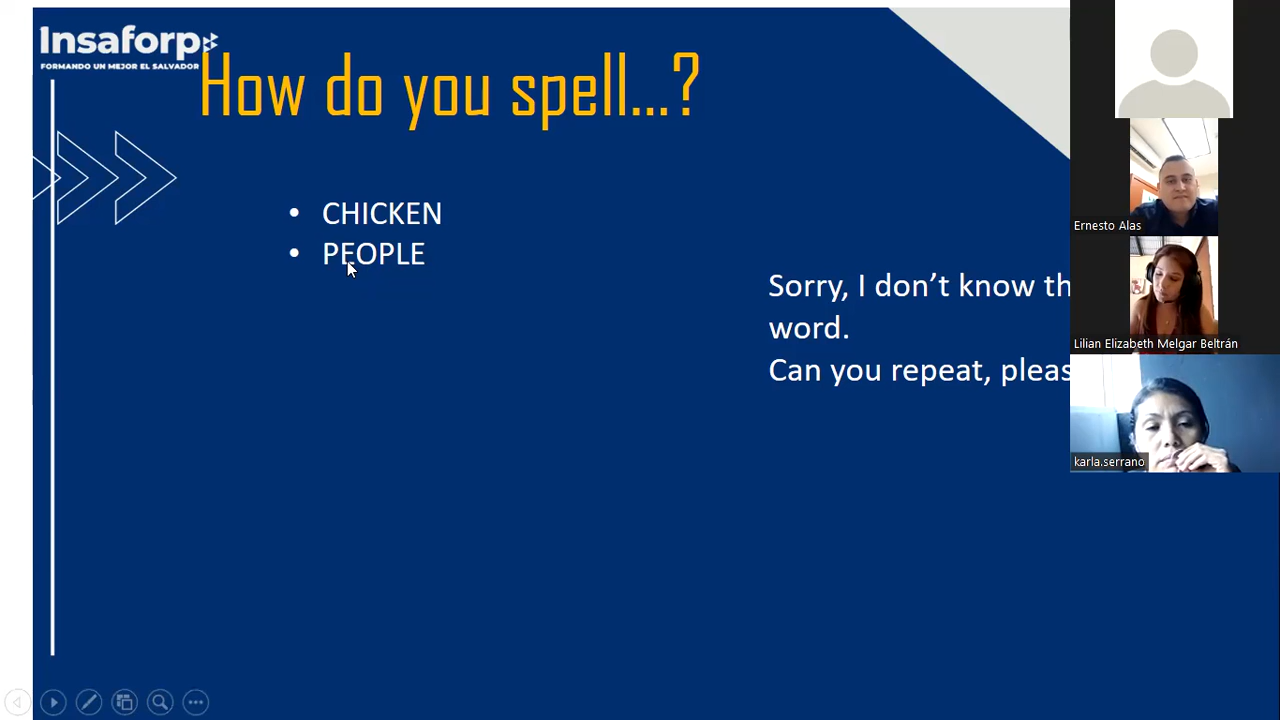 Insaforp
FORMANDO UN MEJOR EL SALVADOR
How do you spell...?
• CHICKEN
• PEOPLE
Sorry, I don't know th
word.
Can you repeat, pleas
Ernesto Alas
Lilian Elizabeth Melgar Beltrán
karla.serrano